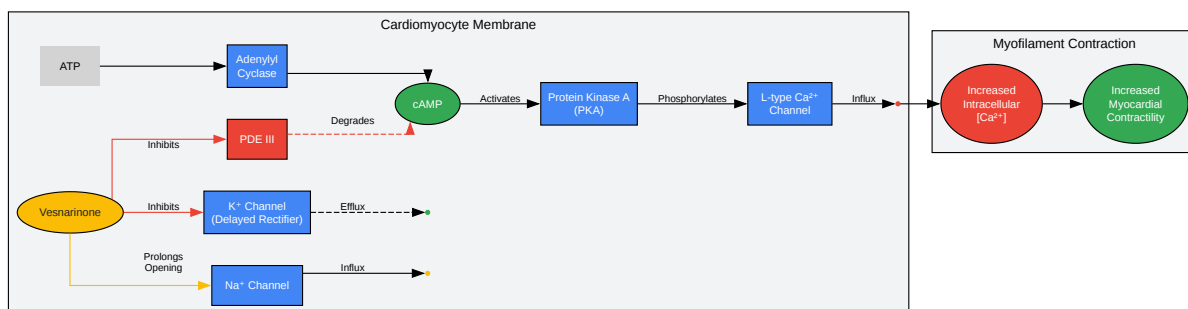 Cardiomyocyte Membrane
Myofilament Contraction
ATP
Adenylyl
Cyclase
cAMP
Activates
Protein Kinase A
(PKA)
Phosphorylates
L-type Ca²⁺
Channel
Influx
Increased
Intracellular
[Ca²⁺]
Increased
Myocardial
Contractility
Degrades
PDE III
Inhibits
Vesnarinone
Inhibits
K⁺ Channel
(Delayed Rectifier)
Efflux
Prolongs
Opening
Na⁺ Channel
Influx